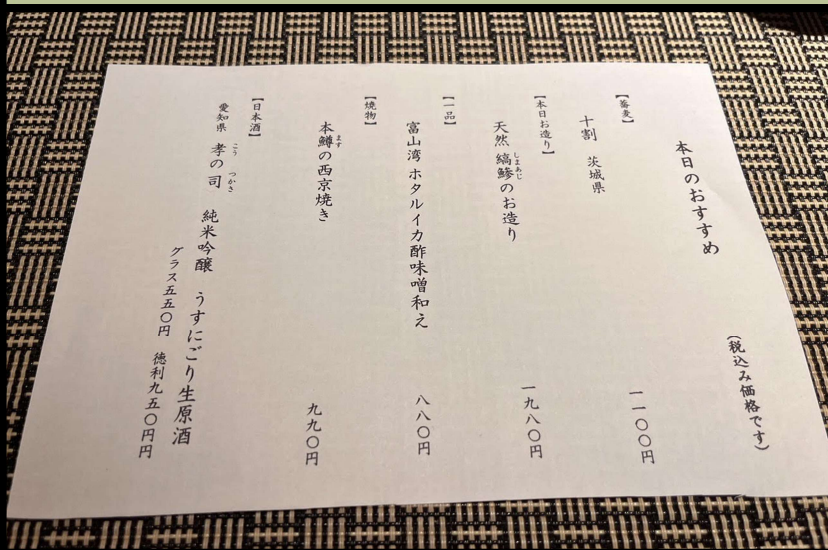 本日のおすすめ
(税込み価格です)
【蕎麦】
十割 茨城県
一一〇〇円
【本日お造り】
天然 縞鯵のお造り
しまあじ
一九八〇円
【一品】
富山湾 ホタルイカ酢味噌和え
八八〇円
【焼物】
本鱒の西京焼き
ます
九九〇円
【日本酒】
愛知県 孝の司 純米吟醸 うすにごり生原酒
こう つかさ
グラス五五〇円 徳利九五〇円円